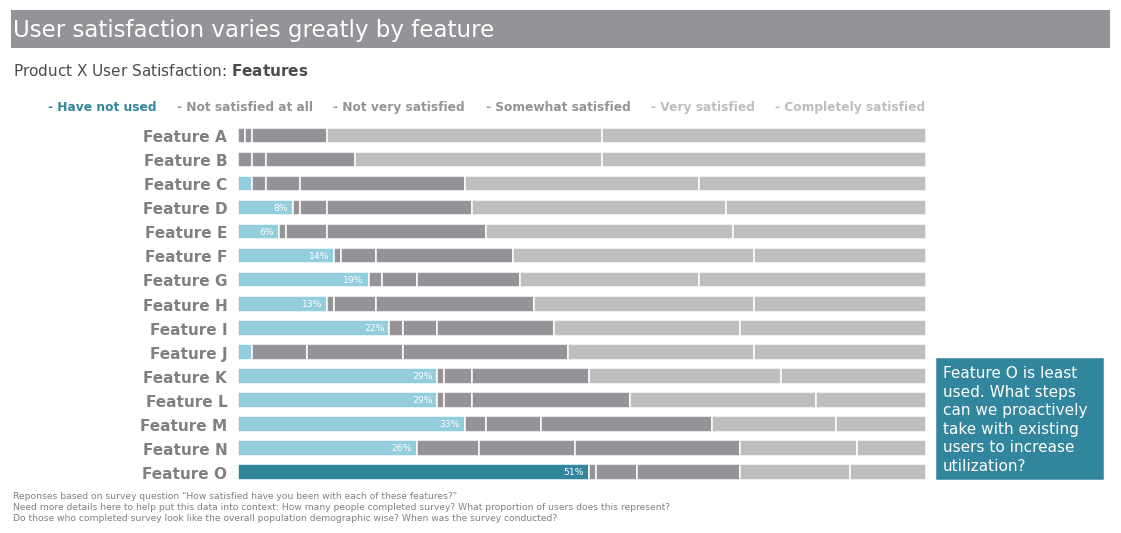 User satisfaction varies greatly by feature
Product X User Satisfaction: Features
- Have not used - Not satisfied at all - Not very satisfied - Somewhat satisfied - Very satisfied - Completely satisfied
Feature A
Feature B
Feature C
Feature D 8%
Feature E 6%
Feature F 14%
Feature G 19%
Feature H 13%
Feature I 22%
Feature J
Feature K 29%
Feature L 29%
Feature M 33%
Feature N 26%
Feature O 51%
Feature O is least
used. What steps
can we proactively
take with existing
users to increase
utilization?
Reponses based on survey question "How satisfied have you been with each of these features?"
Need more details here to help put this data into context: How many people completed survey? What proportion of users does this represent?
Do those who completed survey look like the overall population demographic wise? When was the survey conducted?